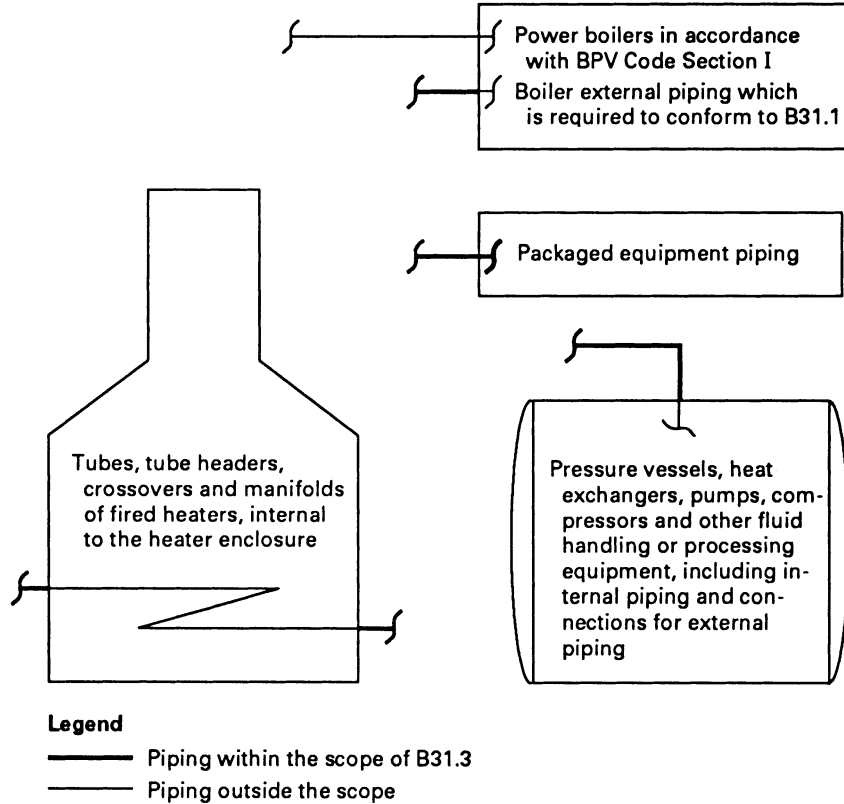 Power boilers in accordance
with BPV Code Section I
Boiler external piping which
is required to conform to B31.1
Packaged equipment piping
Tubes, tube headers,
crossovers and manifolds
of fired heaters, internal
to the heater enclosure
Pressure vessels, heat
exchangers, pumps, com-
pressors and other fluid
handling or processing
equipment, including in-
ternal piping and con-
nections for external
piping
Legend
Piping within the scope of B31.3
Piping outside the scope